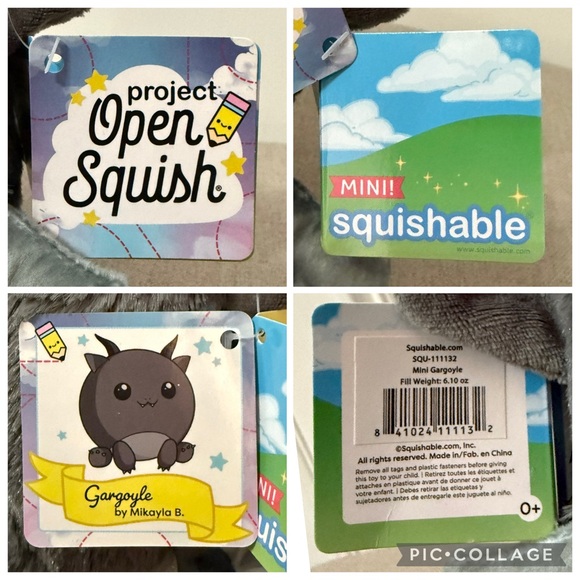 project
Open
Squish®
MINI!
squishable
www.squishable.com
Gargoyle
by Mikayla B.
NI!
uis
Squishable.com
SQU-111132
Mini Gargoyle
Fill Weight: 6.10 oz
8 41024 11113 2
©Squishable.com, Inc.
All rights reserved. Made in/Fab. en China
Remove all tags and plastic fasteners before giving
this toy to your child. | Retirez toutes les étiquettes et
attaches en plastique avant de donner ce jouet à
votre enfant. | Debes retirar las etiquetas y
sujetadores antes de entregarle este juguete al niño.
0+
PIC•COLLAGE